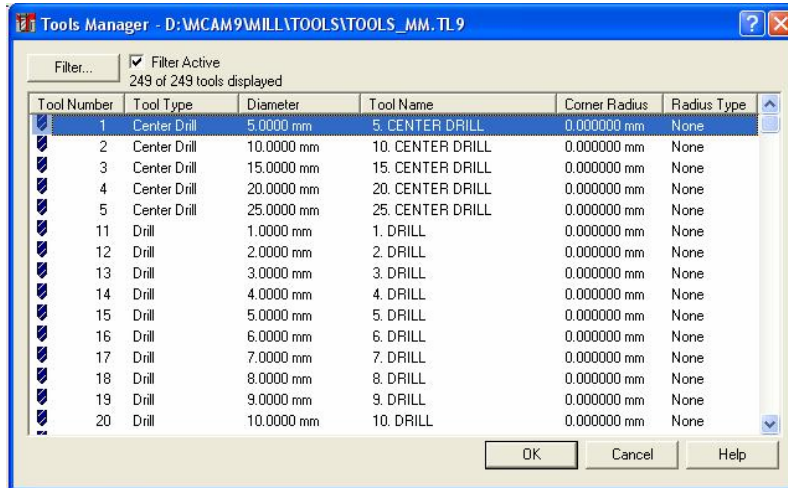 Tools Manager - D:\MCAM9\MILL\TOOLS\TOOLS_MM.TL9
Filter...
Filter Active
249 of 249 tools displayed
Tool Number Tool Type Diameter Tool Name Corner Radius Radius Type
1 Center Drill 5.0000 mm 5. CENTER DRILL 0.000000 mm None
2 Center Drill 10.0000 mm 10. CENTER DRILL 0.000000 mm None
3 Center Drill 15.0000 mm 15. CENTER DRILL 0.000000 mm None
4 Center Drill 20.0000 mm 20. CENTER DRILL 0.000000 mm None
5 Center Drill 25.0000 mm 25. CENTER DRILL 0.000000 mm None
11 Drill 1.0000 mm 1. DRILL 0.000000 mm None
12 Drill 2.0000 mm 2. DRILL 0.000000 mm None
13 Drill 3.0000 mm 3. DRILL 0.000000 mm None
14 Drill 4.0000 mm 4. DRILL 0.000000 mm None
15 Drill 5.0000 mm 5. DRILL 0.000000 mm None
16 Drill 6.0000 mm 6. DRILL 0.000000 mm None
17 Drill 7.0000 mm 7. DRILL 0.000000 mm None
18 Drill 8.0000 mm 8. DRILL 0.000000 mm None
19 Drill 9.0000 mm 9. DRILL 0.000000 mm None
20 Drill 10.0000 mm 10. DRILL 0.000000 mm None
OK Cancel Help